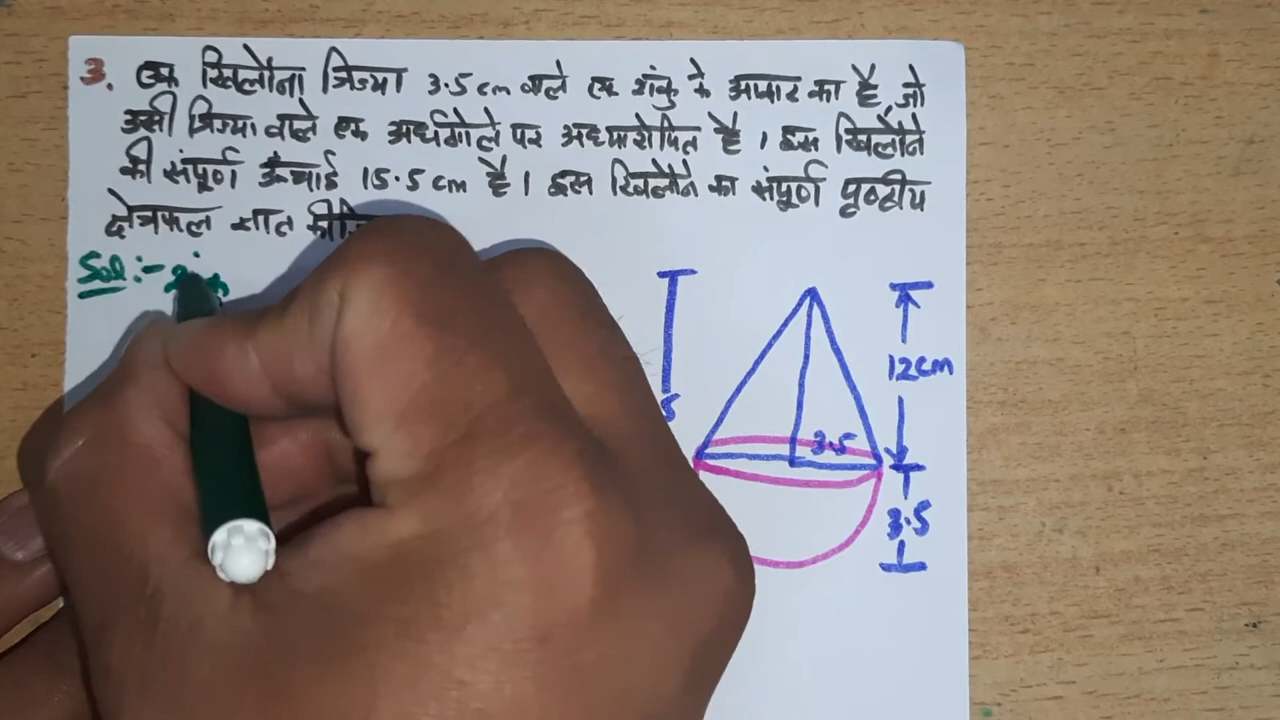 3. एक खिलौना त्रिज्या 3.5 cm वाले एक शंकु के आकार का है, जो
उसी त्रिज्या वाले एक अर्धगोले पर अध्यारोपित है। इस खिलौने
की संपूर्ण ऊँचाई 15.5 cm है। इस खिलौने का संपूर्ण पृष्ठीय
क्षेत्रफल ज्ञात
Sol:-
12cm
3.5
3.5